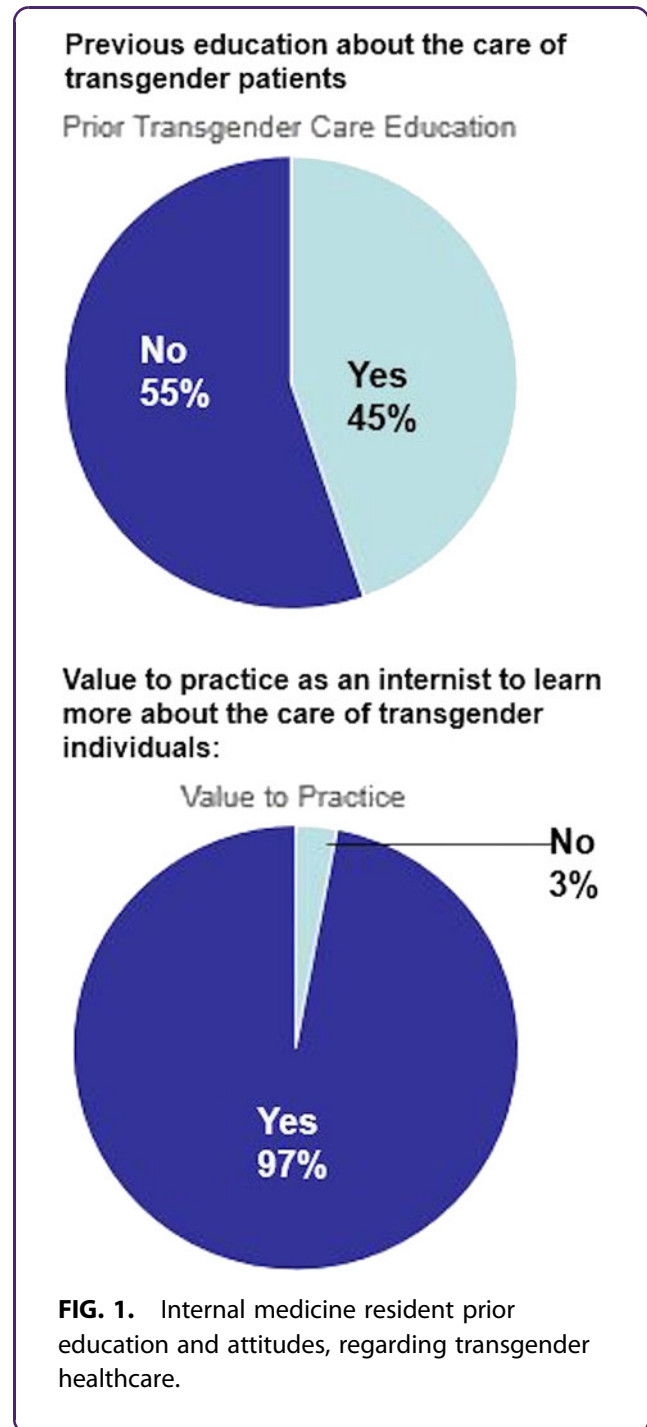 Previous education about the care of
transgender patients
Prior Transgender Care Education
No
55%
Yes
45%
Value to practice as an internist to learn
more about the care of transgender
individuals:
Value to Practice
No
3%
Yes
97%
FIG. 1. Internal medicine resident prior
education and attitudes, regarding transgender
healthcare.